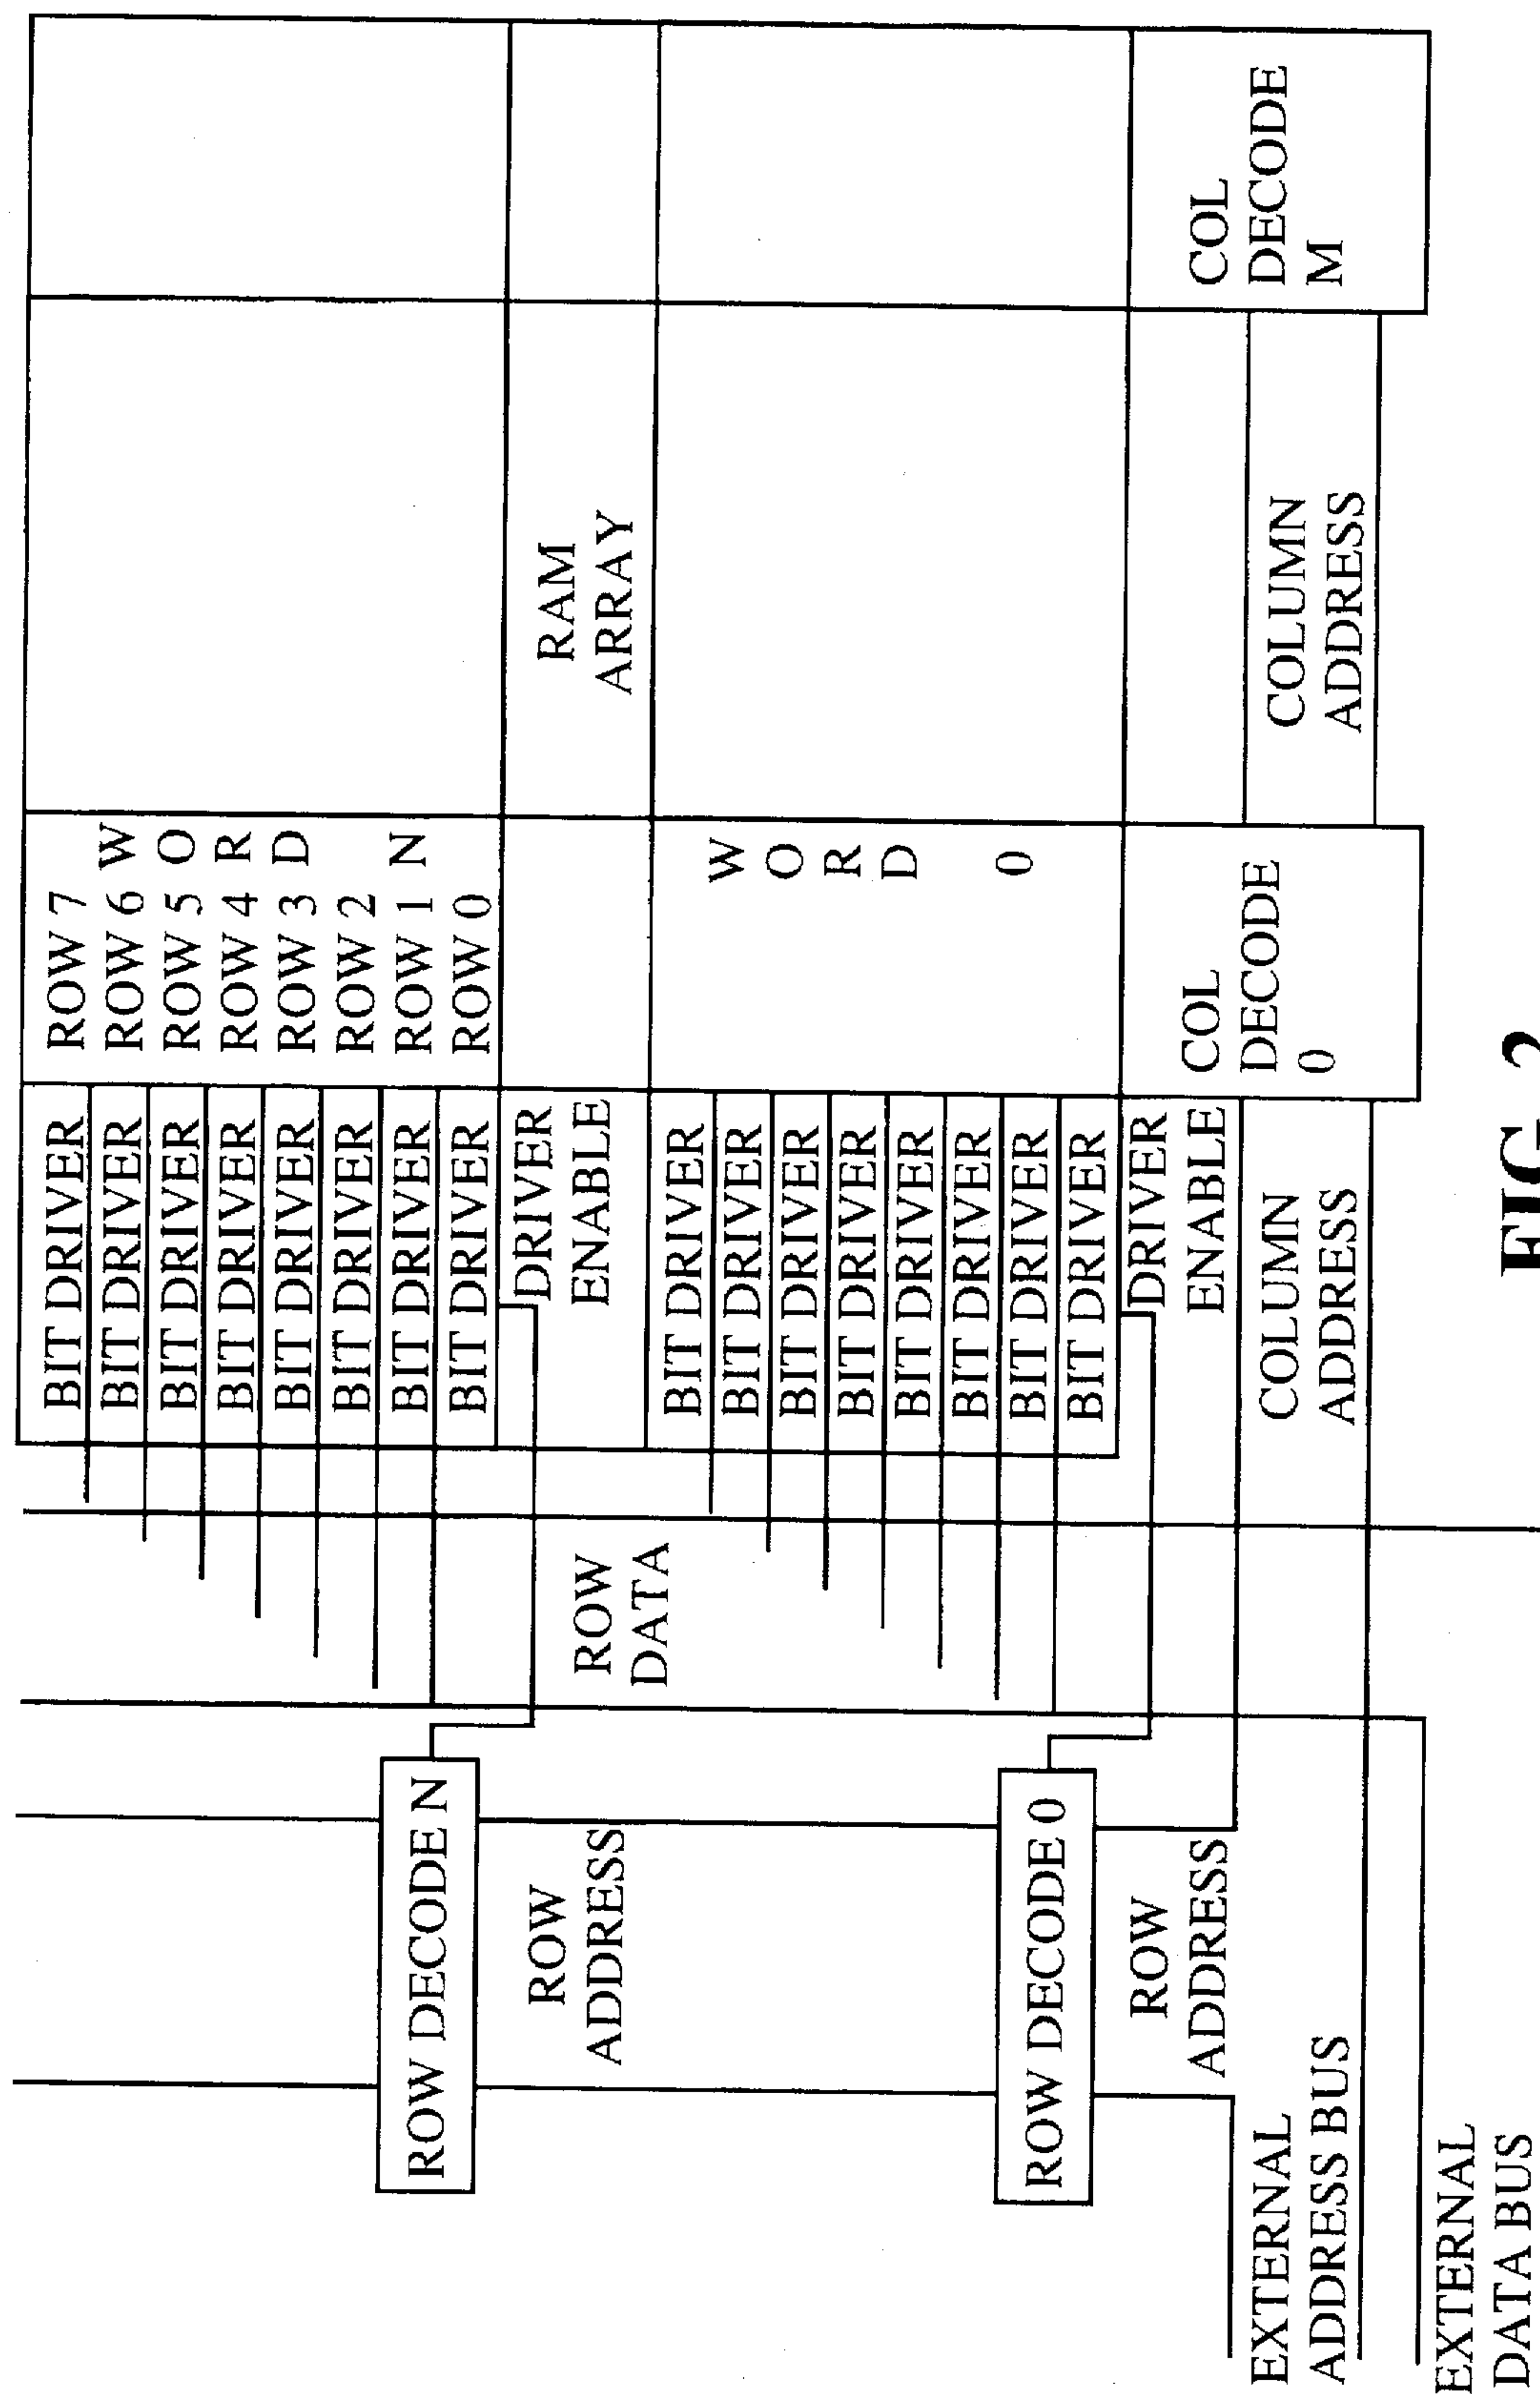 BIT DRIVER ROW 7
BIT DRIVER ROW 6 W
BIT DRIVER ROW 5 O
BIT DRIVER ROW 4 R
BIT DRIVER ROW 3 D
BIT DRIVER ROW 2
BIT DRIVER ROW 1 N
BIT DRIVER ROW 0
ROW DECODE N
DRIVER
ENABLE
RAM
ARRAY
ROW
ADDRESS
ROW
DATA
BIT DRIVER
BIT DRIVER W
BIT DRIVER O
BIT DRIVER R
BIT DRIVER D
BIT DRIVER
BIT DRIVER 0
BIT DRIVER
ROW DECODE 0
DRIVER
ENABLE
COL
DECODE
0
COL
DECODE
M
ROW
ADDRESS
COLUMN
ADDRESS
COLUMN
ADDRESS
EXTERNAL
ADDRESS BUS
EXTERNAL
DATA BUS